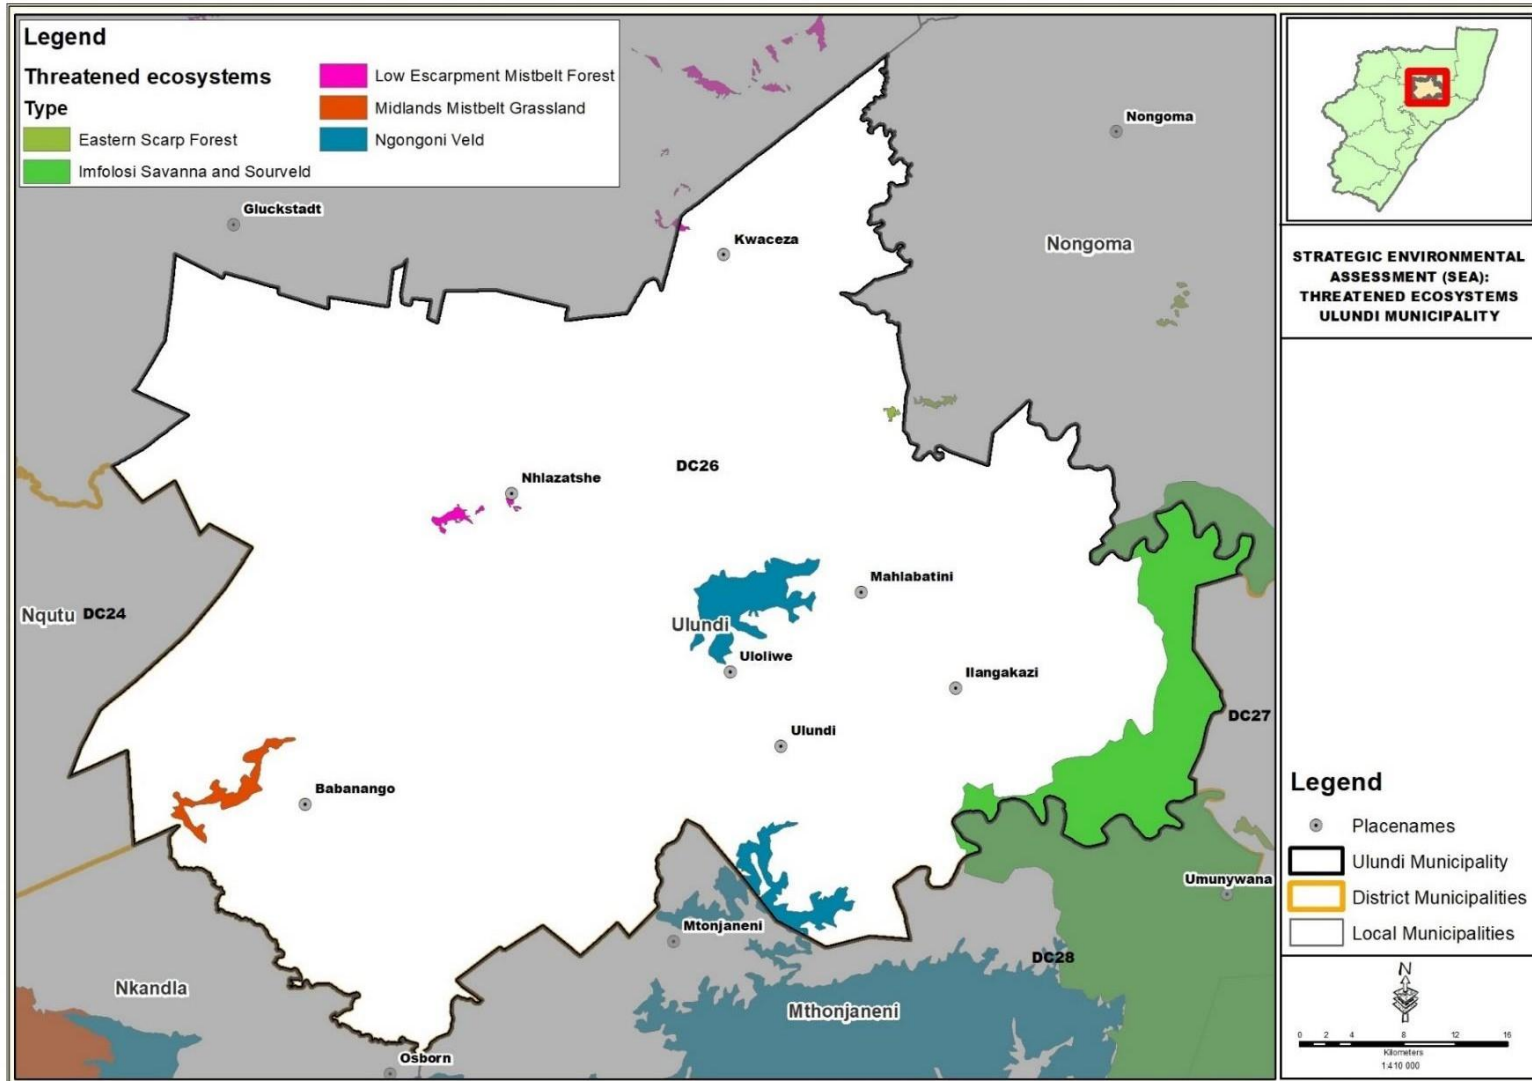 Legend
Threatened ecosystems
Type
Eastern Scarp Forest
Imfolosi Savanna and Sourveld
Low Escarpment Mistbelt Forest
Midlands Mistbelt Grassland
Ngongoni Veld
Gluckstadt
Kwaceza
Nongoma
Nongoma
DC26
Nhlazatshe
Mahlabatini
Nqutu DC24
Ulundi
Uloliwe
Ilangakazi
DC27
Ulundi
Babanango
Umunywana
Mtonjaneni
DC28
Nkandla
Mthonjaneni
Osborn
STRATEGIC ENVIRONMENTAL
ASSESSMENT (SEA):
THREATENED ECOSYSTEMS
ULUNDI MUNICIPALITY
Legend
Placenames
Ulundi Municipality
District Municipalities
Local Municipalities
N
0 2 4 8 12 16
Kilometers
1:410 000